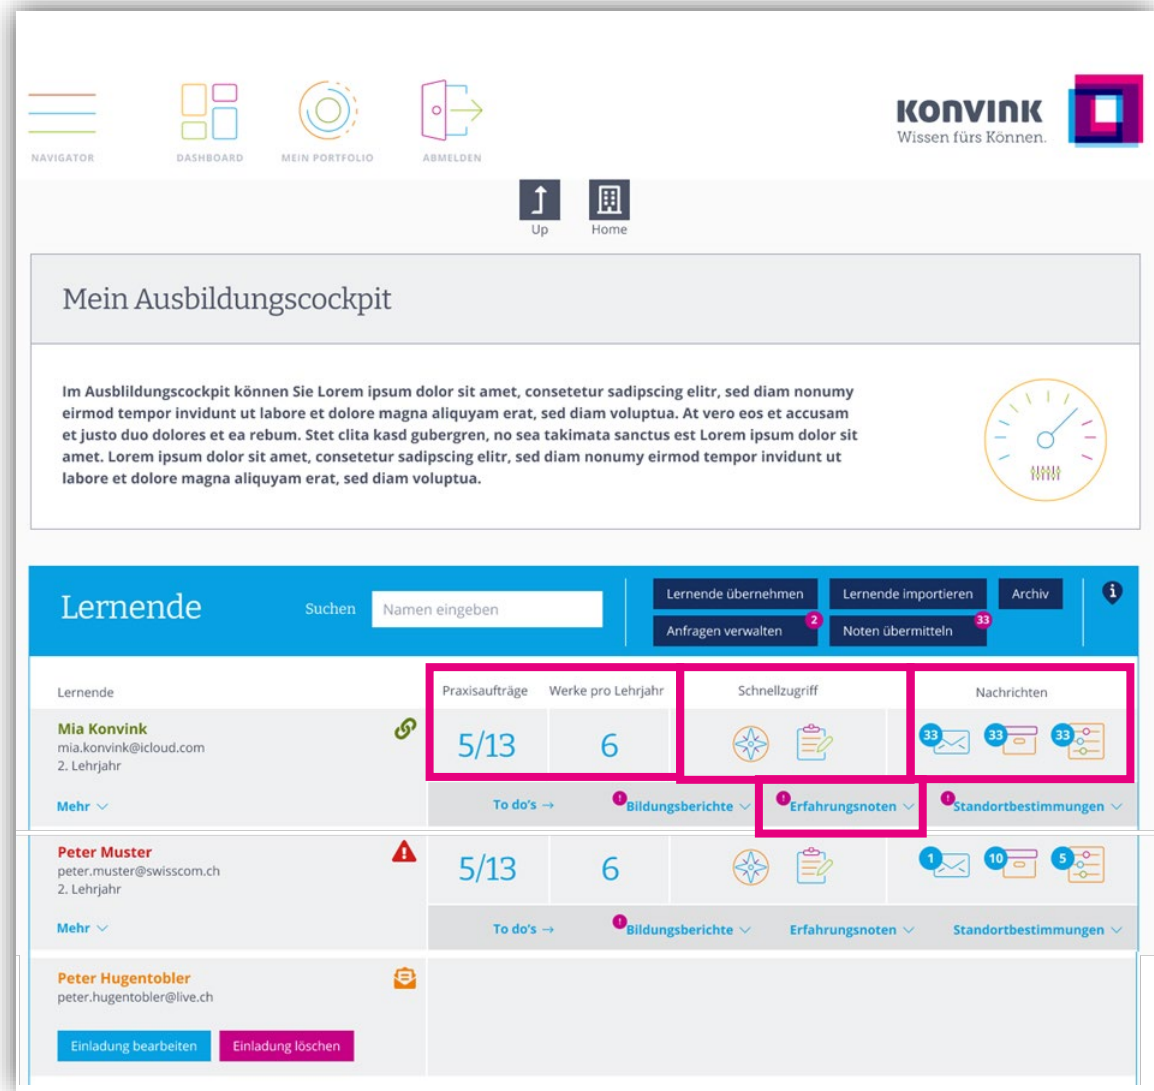 KONVINK
Wissen fürs Können.
NAVIGATOR
DASHBOARD
MEIN PORTFOLIO
ABMELDEN
Up
Home
Mein Ausbildungscockpit
Im Ausblildungscockpit können Sie Lorem ipsum dolor sit amet, consetetur sadipscing elitr, sed diam nonumy
eirmod tempor invidunt ut labore et dolore magna aliquyam erat, sed diam voluptua. At vero eos et accusam
et justo duo dolores et ea rebum. Stet clita kasd gubergren, no sea takimata sanctus est Lorem ipsum dolor sit
amet. Lorem ipsum dolor sit amet, consetetur sadipscing elitr, sed diam nonumy eirmod tempor invidunt ut
labore et dolore magna aliquyam erat, sed diam voluptua.
Lernende
Suchen
Namen eingeben
Lernende übernehmen
Lernende importieren
Archiv
i
Anfragen verwalten
2
Noten übermitteln
33
Lernende
Praxisaufträge
Werke pro Lehrjahr
Schnellzugriff
Nachrichten
Mia Konvink
mia.konvink@icloud.com
2. Lehrjahr
5/13
6
33
33
33
Mehr
To do's →
! Bildungsberichte
! Erfahrungsnoten
! Standortbestimmungen
Peter Muster
peter.muster@swisscom.ch
2. Lehrjahr
5/13
6
1
10
5
Mehr
To do's →
! Bildungsberichte
Erfahrungsnoten
Standortbestimmungen
Peter Hugentobler
peter.hugentobler@live.ch
Einladung bearbeiten
Einladung löschen